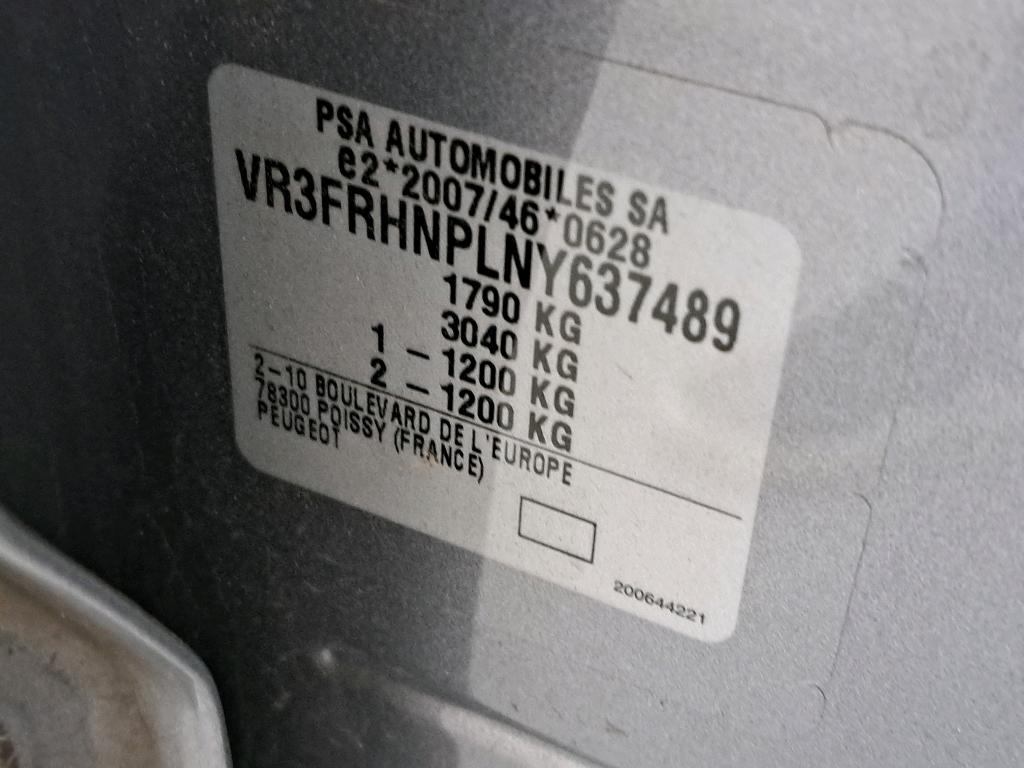 PSA AUTOMOBILES SA
e2*2007/46*0628
VR3FRHNPLNY637489
1790 KG
3040 KG
1 – 1200 KG
2 – 1200 KG
2–10 BOULEVARD DE L'EUROPE
78300 POISSY (FRANCE)
PEUGEOT
200644221